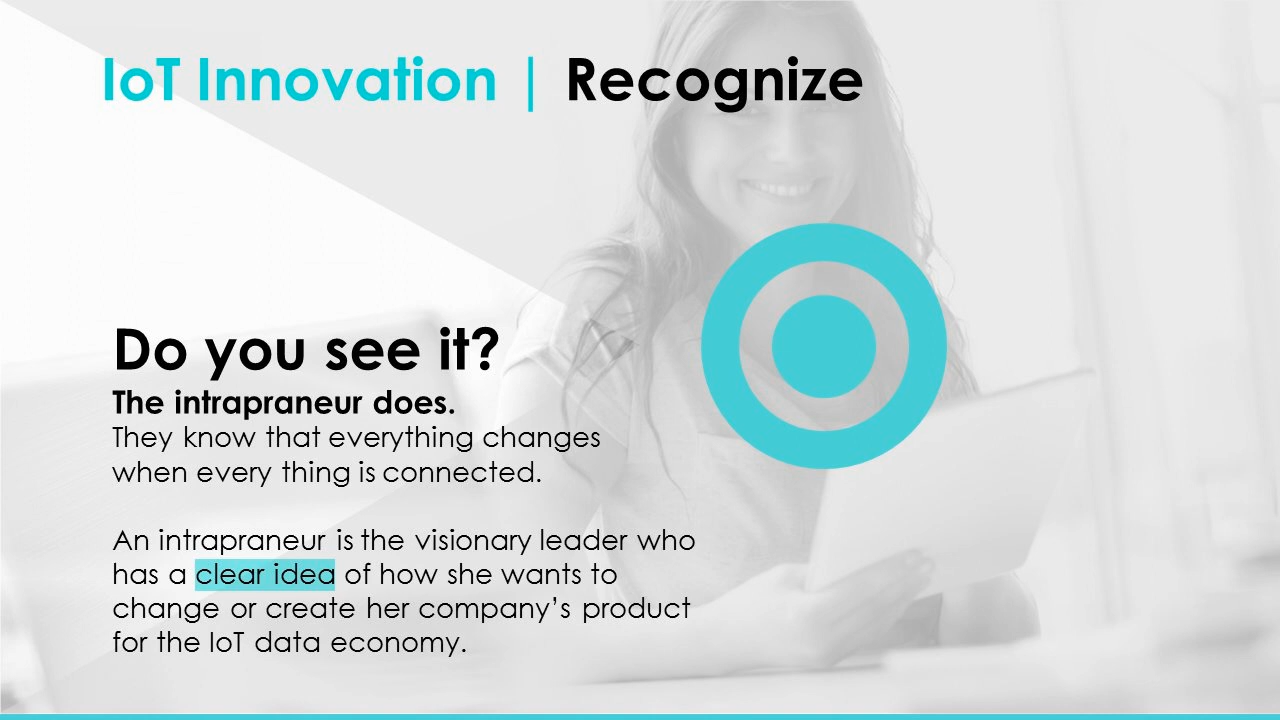 IoT Innovation | Recognize
Do you see it?
The intrapraneur does.
They know that everything changes
when every thing is connected.
An intrapraneur is the visionary leader who
has a clear idea of how she wants to
change or create her company’s product
for the IoT data economy.